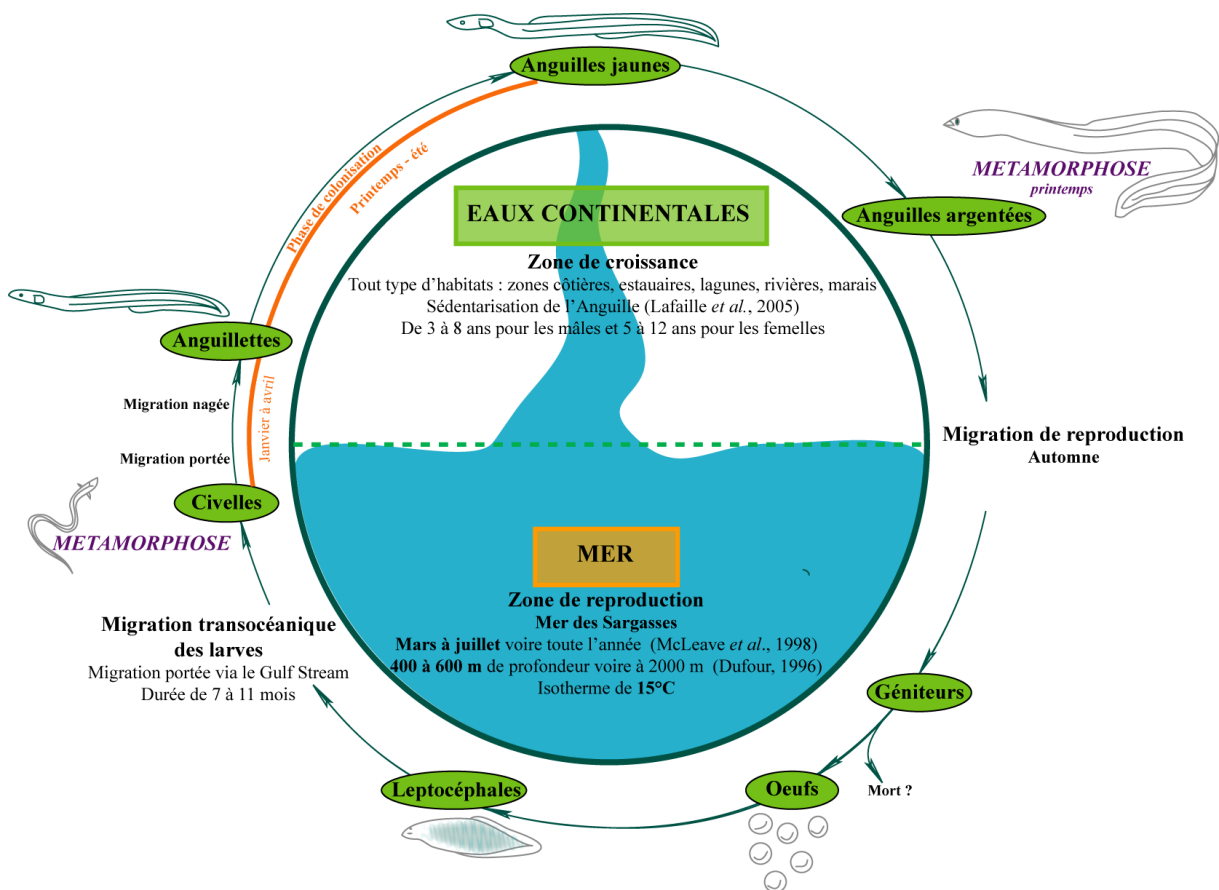 Anguilles jaunes
METAMORPHOSE
printemps
Anguilles argentées
Phase de colonisation
Printemps - été
EAUX CONTINENTALES
Zone de croissance
Tout type d’habitats : zones côtières, estauaires, lagunes, rivières, marais
Sédentarisation de l’Anguille (Lafaille et al., 2005)
De 3 à 8 ans pour les mâles et 5 à 12 ans pour les femelles
Anguillettes
Migration nagée
Janvier à avril
Migration portée
Migration de reproduction
Automne
Civelles
METAMORPHOSE
MER
Zone de reproduction
Mer des Sargasses
Mars à juillet voire toute l’année (McLeave et al., 1998)
400 à 600 m de profondeur voire à 2000 m (Dufour, 1996)
Isotherme de 15°C
Migration transocéanique
des larves
Migration portée via le Gulf Stream
Durée de 7 à 11 mois
Géniteurs
Leptocéphales
Oeufs
Mort ?